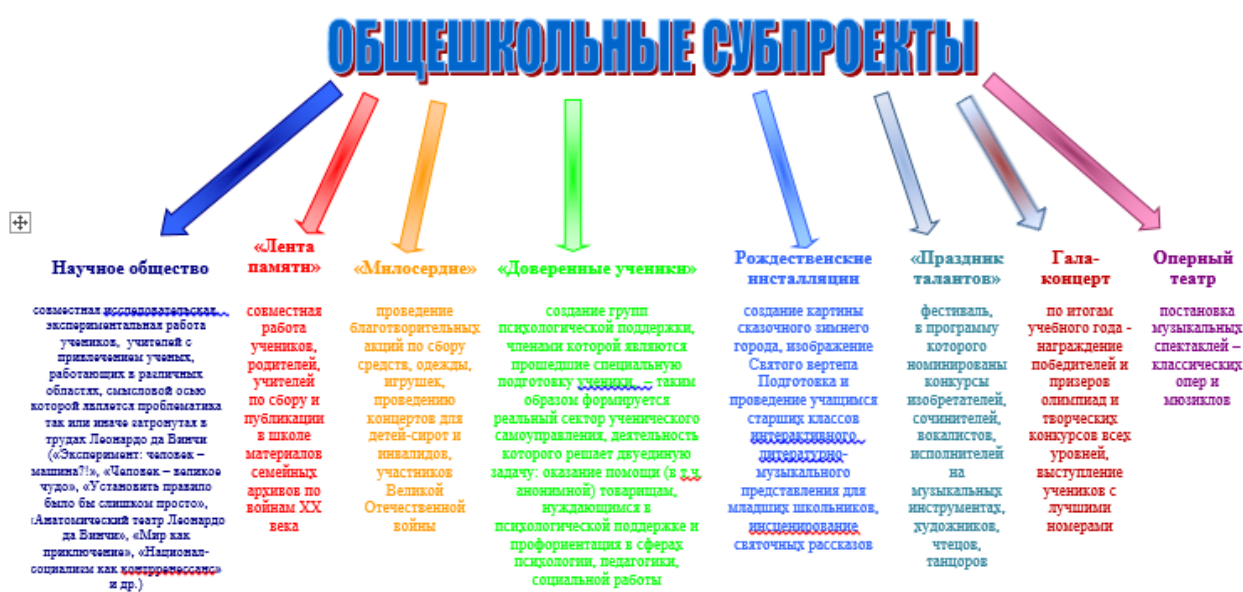 ОБЩЕШКОЛЬНЫЕ СУБПРОЕКТЫ
Научное общество
совместная исследовательская,
экспериментальная работа
учеников, учителей с
привлечением ученых,
работающих в различных
областях, смысловой осью
которой является проблематика
так или иначе затронутая в
трудах Леонардо да Винчи
(«Эксперимент: человек –
машина?!», «Человек – великое
чудо», «Установить правило
было бы слишком просто»,
«Анатомический театр Леонардо
да Винчи», «Мир как
приключение», «Национал-
социализм как контрренессанс»
и др.)
«Лента
памяти»
совместная
работа
учеников,
родителей,
учителей
по сбору и
публикации
в школе
материалов
семейных
архивов по
войнам XX
века
«Милосердие»
проведение
благотворительных
акций по сбору
средств, одежды,
игрушек,
проведению
концертов для
детей-сирот и
инвалидов,
участников
Великой
Отечественной
войны
«Доверенные ученики»
создание групп
психологической поддержки,
членами которой являются
прошедшие специальную
подготовку ученики – таким
образом формируется
реальный сектор ученического
самоуправления, деятельность
которого решает двуединую
задачу: оказание помощи (в т.ч.
анонимной) товарищам,
нуждающимся в
психологической поддержке и
профориентация в сферах
психологии, педагогики,
социальной работы
Рождественские
инсталляции
создание картины
сказочного зимнего
города, изображение
Святого вертепа
Подготовка и
проведение учащимся
старших классов
интерактивного
литературно-
музыкального
представления для
младших школьников,
инсценирование
святочных рассказов
«Праздник
талантов»
фестиваль,
в программу
которого
номинированы
конкурсы
изобретателей,
сочинителей,
вокалистов,
исполнителей
на
музыкальных
инструментах,
художников,
чтецов,
танцоров
Гала-
концерт
по итогам
учебного года -
награждение
победителей и
призеров
олимпиад и
творческих
конкурсов всех
уровней,
выступление
учеников с
лучшими
номерами
Оперный
театр
постановка
музыкальных
спектаклей –
классических
опер и
мюзиклов